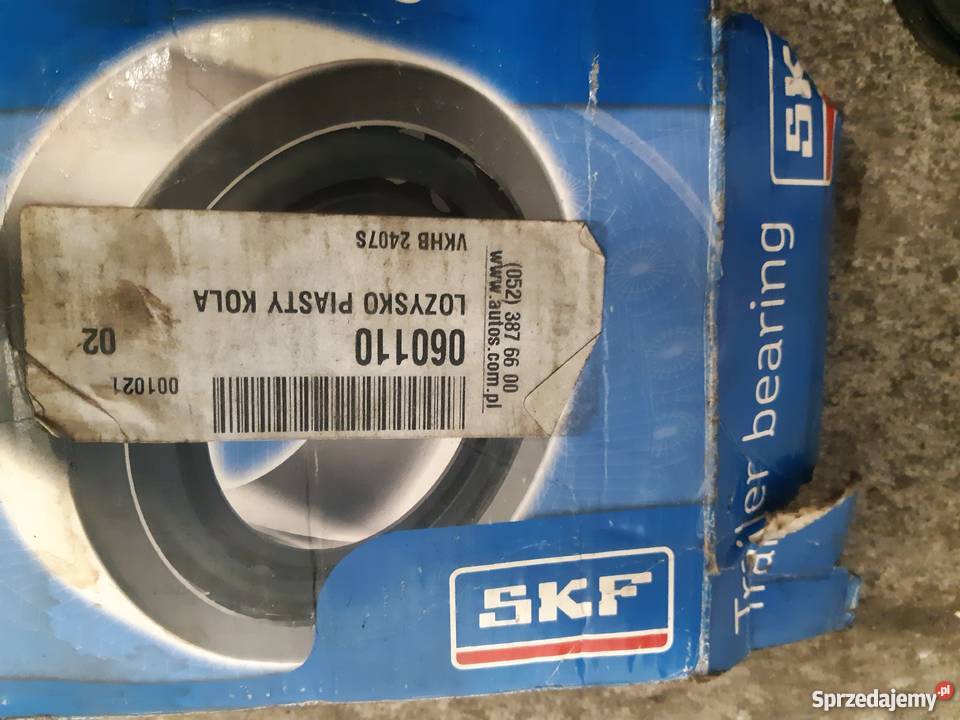 VKHB 2407S
LOZYSKO PIASTY KOLA
060110
02
001021
(052) 387 66 00
www.autos.com.pl
SKF
Trailer bearing
SK
Sprzedajemy.pl